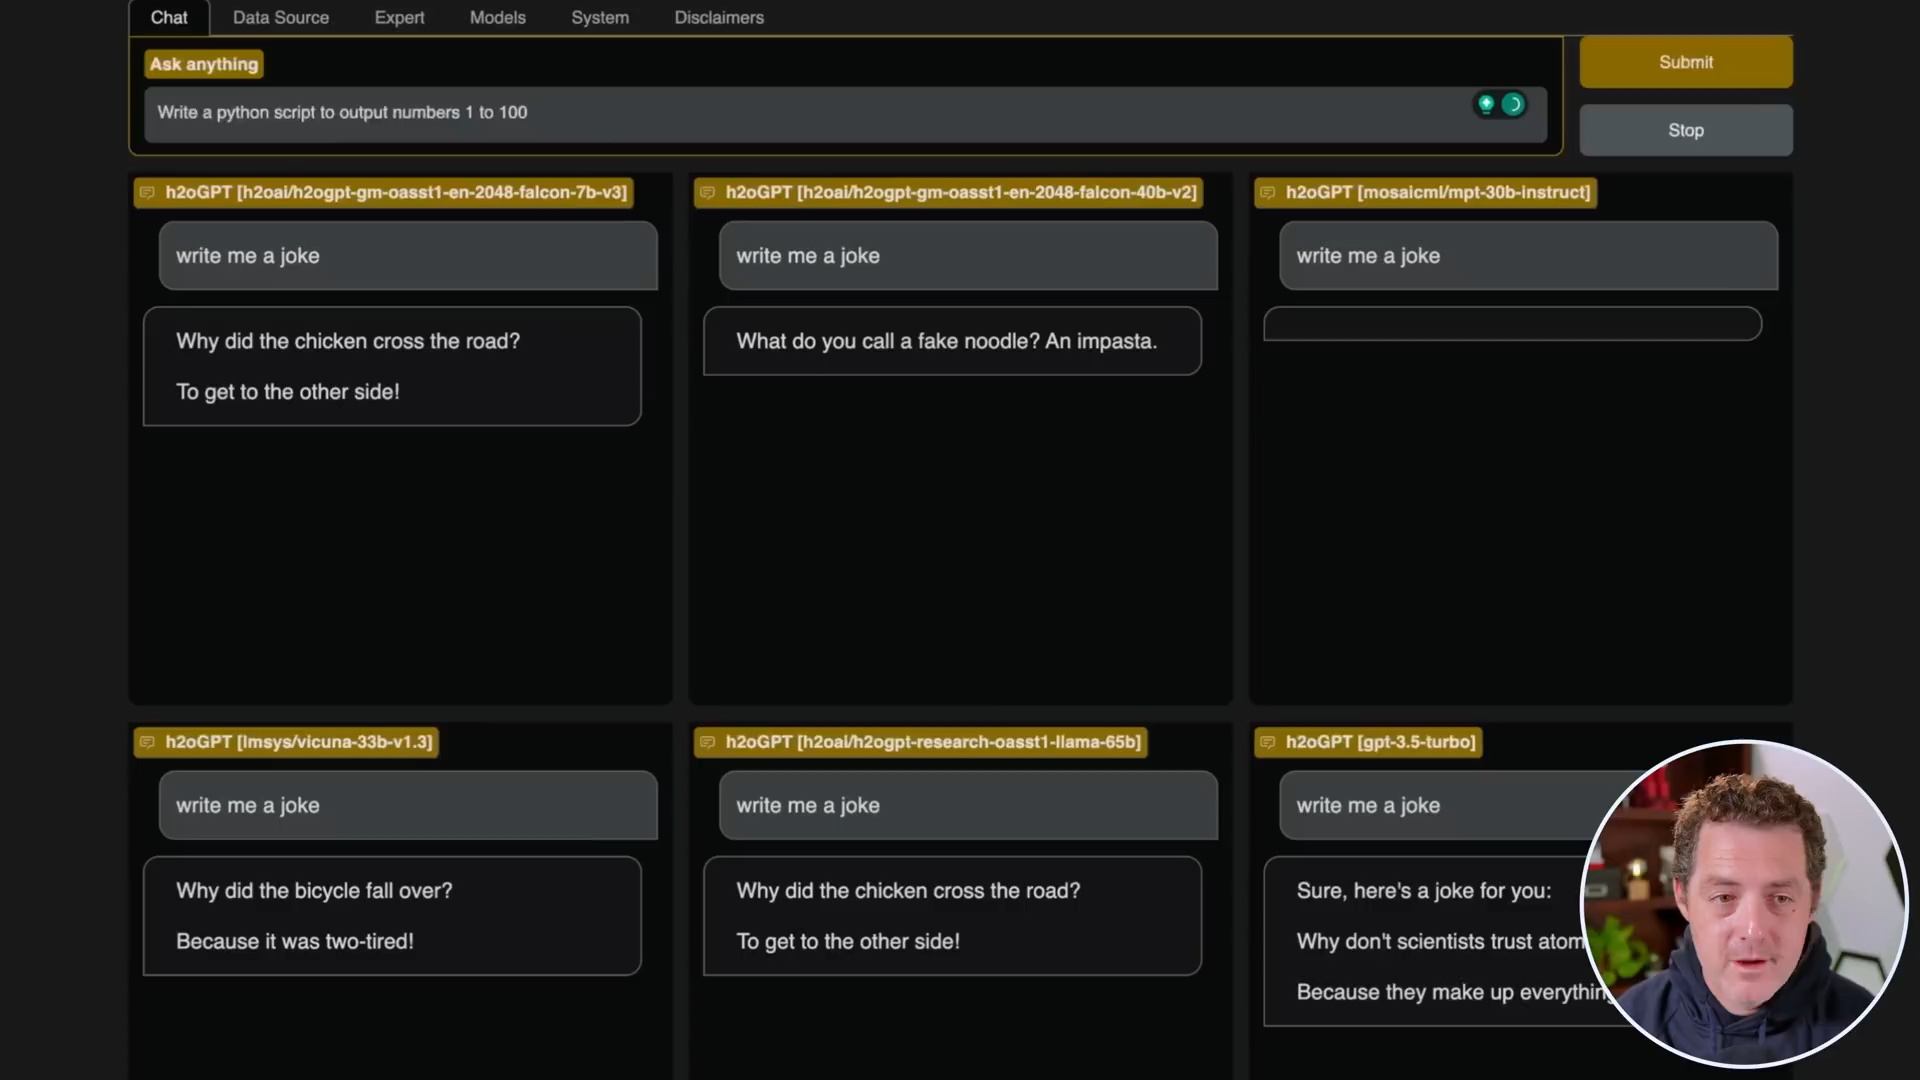 Chat
Data Source
Expert
Models
System
Disclaimers
Ask anything
Write a python script to output numbers 1 to 100
Submit
Stop
h2oGPT [h2oai/h2ogpt-gm-oasst1-en-2048-falcon-7b-v3]
write me a joke
Why did the chicken cross the road?
To get to the other side!
h2oGPT [h2oai/h2ogpt-gm-oasst1-en-2048-falcon-40b-v2]
write me a joke
What do you call a fake noodle? An impasta.
h2oGPT [mosaicml/mpt-30b-instruct]
write me a joke
h2oGPT [lmsys/vicuna-33b-v1.3]
write me a joke
Why did the bicycle fall over?
Because it was two-tired!
h2oGPT [h2oai/h2ogpt-research-oasst1-llama-65b]
write me a joke
Why did the chicken cross the road?
To get to the other side!
h2oGPT [gpt-3.5-turbo]
write me a joke
Sure, here's a joke for you:
Why don't scientists trust atom
Because they make up everything